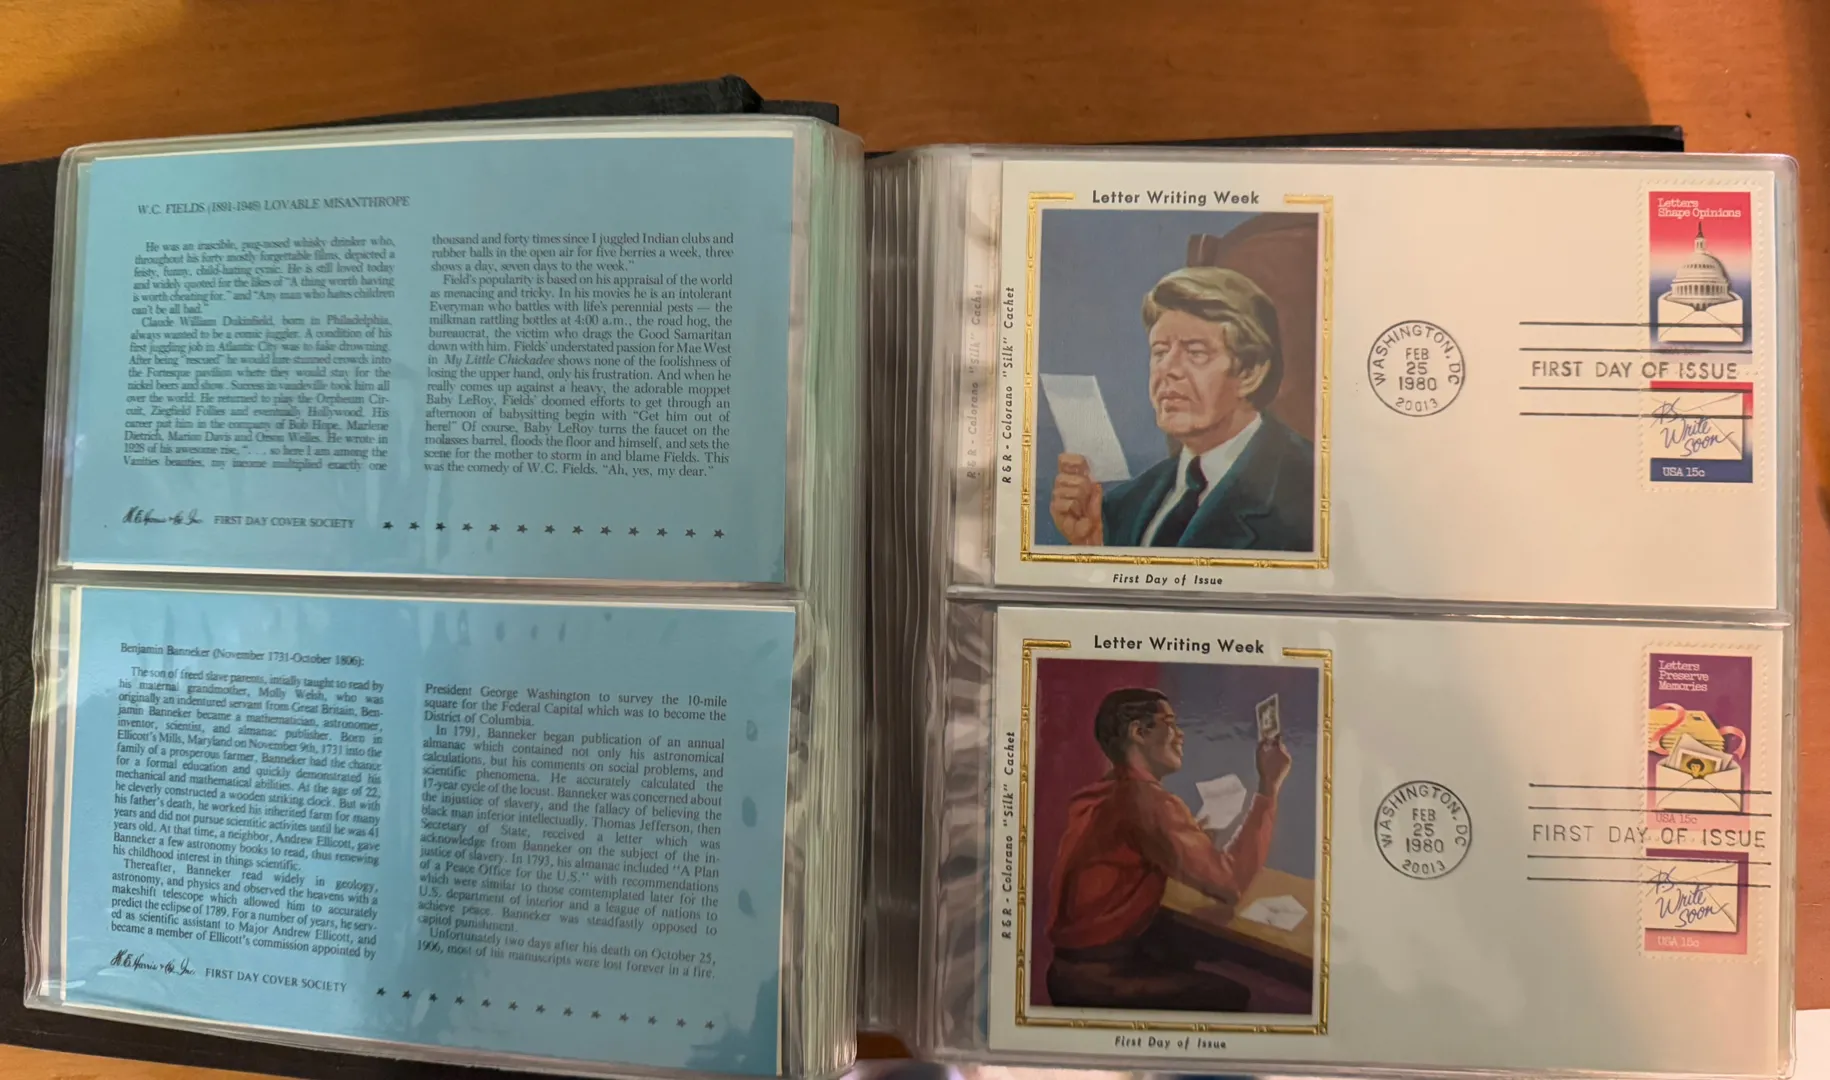 W.C. FIELDS (1891-1946) LOVABLE MISANTHROPE
He was an irascible, pug-nosed whisky drinker who,
throughout his forty mostly forgettable films, depicted a
feisty, funny, child-hating cynic. He is still loved today
and widely quoted for the likes of "A thing worth having
is worth cheating for." and "Any man who hates children
can't be all bad."
Claude William Dukinfield, born in Philadelphia,
always wanted to be a comic juggler. A condition of his
first juggling job in Atlantic City was to fake drowning.
After being "rescued" he would lure stunned crowds into
the Fortesque pavilion where they would stay for the
nickel beers and show. Success in vaudeville took him all
over the world. He returned to play the Orpheum Cir-
cuit, Ziegfield Follies and eventually Hollywood. His
career put him in the company of Bob Hope, Marlene
Dietrich, Marion Davis and Orson Welles. He wrote in
1928 of his awesome rise, ". . . . so here I am among the
Vanities beauties, my income multiplied exactly one
thousand and forty times since I juggled Indian clubs and
rubber balls in the open air for five berries a week, three
shows a day, seven days to the week."
Field's popularity is based on his appraisal of the world
as menacing and tricky. In his movies he is an intolerant
Everyman who battles with life's perennial pests — the
milkman rattling bottles at 4:00 a.m., the road hog, the
bureaucrat, the victim who drags the Good Samaritan
down with him. Fields' understated passion for Mae West
in My Little Chickadee shows none of the foolishness of
losing the upper hand, only his frustration. And when he
really comes up against a heavy, the adorable moppet
Baby LeRoy, Fields' doomed efforts to get through an
afternoon of babysitting begin with "Get him out of
here!" Of course, Baby LeRoy turns the faucet on the
molasses barrel, floods the floor and himself, and sets the
scene for the mother to storm in and blame Fields. This
was the comedy of W.C. Fields. "Ah, yes, my dear."
H.E. Harris & Co. Inc. FIRST DAY COVER SOCIETY
Benjamin Banneker (November 1731-October 1806):
The son of freed slave parents, intially taught to read by
his maternal grandmother, Molly Welsh, who was
originally an indentured servant from Great Britain, Ben-
jamin Banneker became a mathematician, astronomer,
inventor, scientist, and almanac publisher. Born in
Ellicott's Mills, Maryland on November 9th, 1731 into the
family of a prosperous farmer, Banneker had the chance
for a formal education and quickly demonstrated his
mechanical and mathematical abilities. At the age of 22,
he cleverly constructed a wooden striking clock. But with
his father's death, he worked his inherited farm for many
years and did not pursue scientific activites until he was 41
years old. At that time, a neighbor, Andrew Ellicott, gave
Banneker a few astronomy books to read, thus renewing
his childhood interest in things scientific.
Thereafter, Banneker read widely in geology,
astronomy, and physics and observed the heavens with a
makeshift telescope which allowed him to accurately
predict the eclipse of 1789. For a number of years, he serv-
ed as scientific assistant to Major Andrew Ellicott, and
became a member of Ellicott's commission appointed by
President George Washington to survey the 10-mile
square for the Federal Capital which was to become the
District of Columbia.
In 1791, Banneker began publication of an annual
almanac which contained not only his astronomical
calculations, but his comments on social problems, and
scientific phenomena. He accurately calculated the
17-year cycle of the locust. Banneker was concerned about
the injustice of slavery, and the fallacy of believing the
black man inferior intellectually. Thomas Jefferson, then
Secretary of State, received a letter which was
acknowledge from Banneker on the subject of the in-
justice of slavery. In 1793, his almanac included "A Plan
of a Peace Office for the U.S." with recommendations
which were similar to those comtemplated later for the
U.S. department of interior and a league of nations to
achieve peace. Banneker was steadfastly opposed to
capitol punishment.
Unfortunately two days after his death on October 25,
1906, most of his manuscripts were lost forever in a fire.
H.E. Harris & Co. Inc. FIRST DAY COVER SOCIETY
Letter Writing Week
R & R - Colorano "Silk" Cachet
R & R - Colorano "Silk" Cachet
First Day of Issue
WASHINGTON, DC
FEB
25
1980
20013
FIRST DAY OF ISSUE
Letters
Shape Opinions
P.S.
Write
Soon
USA 15c
Letter Writing Week
R & R - Colorano "Silk" Cachet
First Day of Issue
WASHINGTON, DC
FEB
25
1980
20013
FIRST DAY OF ISSUE
Letters
Preserve
Memories
USA 15c
P.S.
Write
Soon
USA 15c